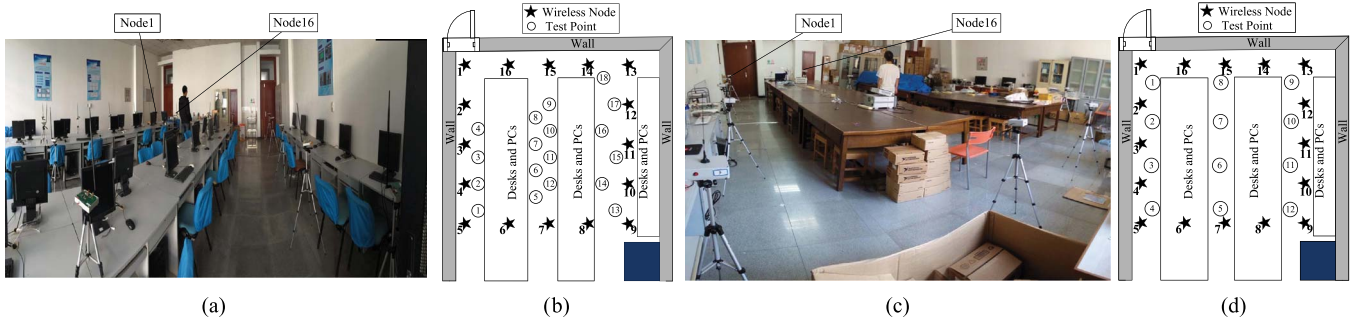 Node1
Node16
(a)
Wireless Node
Test Point
Wall
1 16 15 14 13
18
2
9 17
8 12
4 10 16
3 7 11
3 11 15
6
4 2 12 14 10
5
1 13
5 6 7 8 9
Wall
Desks and PCs
Desks and PCs
Desks and PCs
Wall
(b)
Node1
Node16
(c)
Wireless Node
Test Point
Wall
1 16 15 14 13
1 8 9
2 12
2 7 10
3 11
3 6 11
4 10
4 5 12
5 6 7 8 9
Wall
Desks and PCs
Desks and PCs
Desks and PCs
Wall
(d)